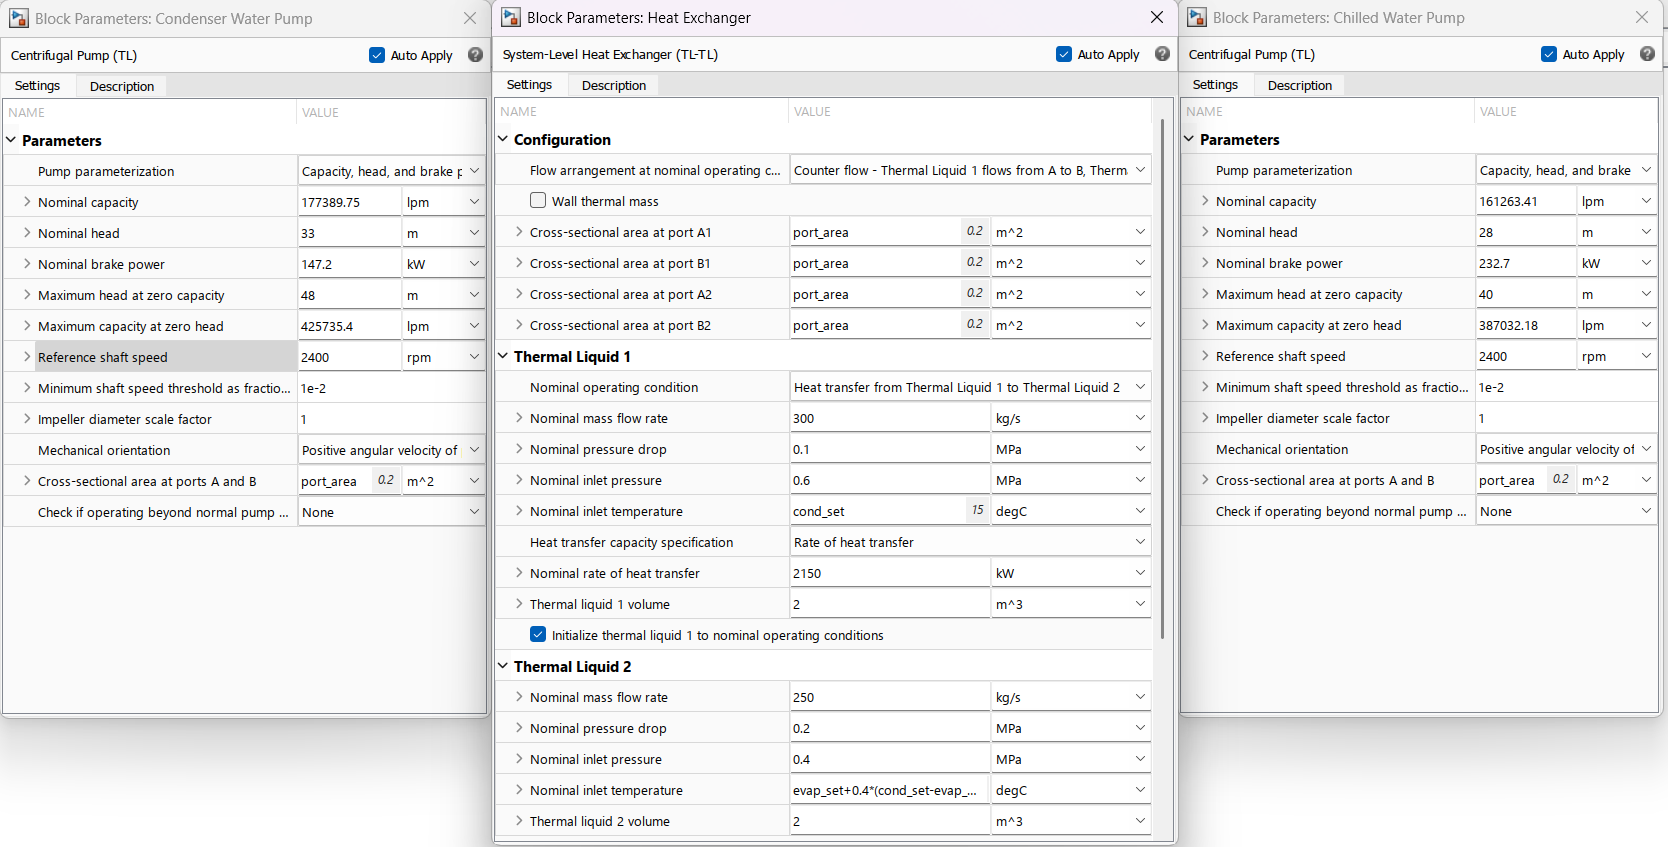 Block Parameters: Condenser Water Pump
Centrifugal Pump (TL)
Auto Apply
Settings
Description
NAME
VALUE
Parameters
Pump parameterization Capacity, head, and brake p
Nominal capacity 177389.75 lpm
Nominal head 33 m
Nominal brake power 147.2 kW
Maximum head at zero capacity 48 m
Maximum capacity at zero head 425735.4 lpm
Reference shaft speed 2400 rpm
Minimum shaft speed threshold as fractio... 1e-2
Impeller diameter scale factor 1
Mechanical orientation Positive angular velocity of
Cross-sectional area at ports A and B port_area 0.2 m^2
Check if operating beyond normal pump ... None
Block Parameters: Heat Exchanger
System-Level Heat Exchanger (TL-TL)
Auto Apply
Settings
Description
NAME
VALUE
Configuration
Flow arrangement at nominal operating c... Counter flow - Thermal Liquid 1 flows from A to B, Therm
Wall thermal mass
Cross-sectional area at port A1 port_area 0.2 m^2
Cross-sectional area at port B1 port_area 0.2 m^2
Cross-sectional area at port A2 port_area 0.2 m^2
Cross-sectional area at port B2 port_area 0.2 m^2
Thermal Liquid 1
Nominal operating condition Heat transfer from Thermal Liquid 1 to Thermal Liquid 2
Nominal mass flow rate 300 kg/s
Nominal pressure drop 0.1 MPa
Nominal inlet pressure 0.6 MPa
Nominal inlet temperature cond_set 15 degC
Heat transfer capacity specification Rate of heat transfer
Nominal rate of heat transfer 2150 kW
Thermal liquid 1 volume 2 m^3
Initialize thermal liquid 1 to nominal operating conditions
Thermal Liquid 2
Nominal mass flow rate 250 kg/s
Nominal pressure drop 0.2 MPa
Nominal inlet pressure 0.4 MPa
Nominal inlet temperature evap_set+0.4*(cond_set-evap_... degC
Thermal liquid 2 volume 2 m^3
Block Parameters: Chilled Water Pump
Centrifugal Pump (TL)
Auto Apply
Settings
Description
NAME
VALUE
Parameters
Pump parameterization Capacity, head, and brake
Nominal capacity 161263.41 lpm
Nominal head 28 m
Nominal brake power 232.7 kW
Maximum head at zero capacity 40 m
Maximum capacity at zero head 387032.18 lpm
Reference shaft speed 2400 rpm
Minimum shaft speed threshold as fractio... 1e-2
Impeller diameter scale factor 1
Mechanical orientation Positive angular velocity of
Cross-sectional area at ports A and B port_area 0.2 m^2
Check if operating beyond normal pump ... None